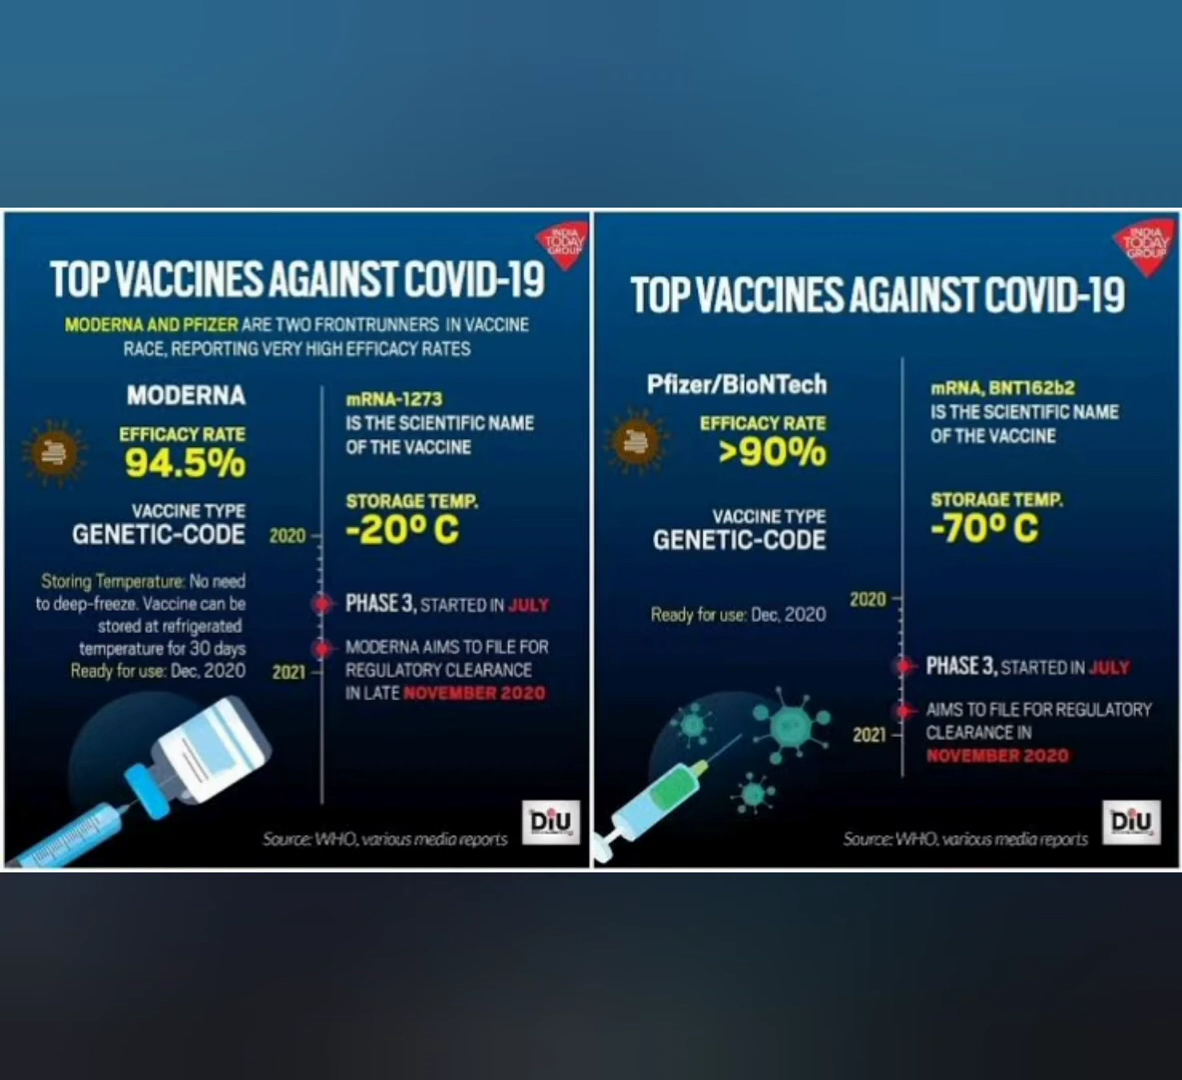 INDIA
TODAY
GROUP
TOP VACCINES AGAINST COVID-19
MODERNA AND PFIZER ARE TWO FRONTRUNNERS IN VACCINE
RACE, REPORTING VERY HIGH EFFICACY RATES
MODERNA
EFFICACY RATE
94.5%
VACCINE TYPE
GENETIC-CODE
Storing Temperature: No need
to deep-freeze. Vaccine can be
stored at refrigerated
temperature for 30 days
Ready for use: Dec, 2020
mRNA-1273
IS THE SCIENTIFIC NAME
OF THE VACCINE
STORAGE TEMP.
-20º C
2020
PHASE 3, STARTED IN JULY
MODERNA AIMS TO FILE FOR
REGULATORY CLEARANCE
IN LATE NOVEMBER 2020
2021
Source: WHO, various media reports
DiU
INDIA
TODAY
GROUP
TOP VACCINES AGAINST COVID-19
Pfizer/BioNTech
EFFICACY RATE
>90%
VACCINE TYPE
GENETIC-CODE
Ready for use: Dec, 2020
mRNA, BNT162b2
IS THE SCIENTIFIC NAME
OF THE VACCINE
STORAGE TEMP.
-70º C
2020
PHASE 3, STARTED IN JULY
AIMS TO FILE FOR REGULATORY
CLEARANCE IN
NOVEMBER 2020
2021
Source: WHO, various media reports
DiU